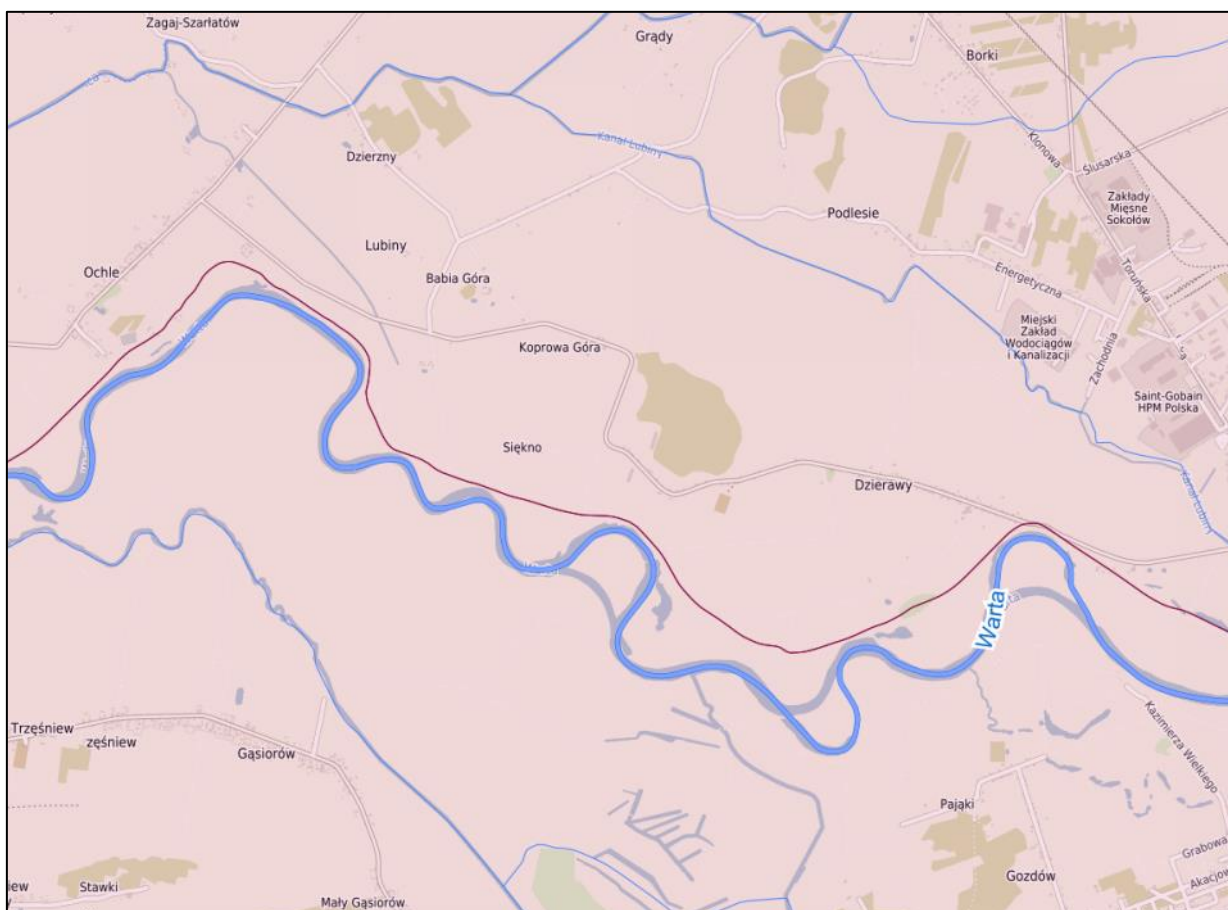 Zagaj-Szarłatów
Grądy
Borki
Kanał Lubiny
Klonowa
Ślusarska
Dzierzny
Zakłady
Mięsne
Sokołów
Podlesie
Lubiny
Ochle
Babia Góra
Energetyczna
Toruńska
Miejski
Zakład
Wodociągów
i Kanalizacji
Koprowa Góra
Zachodnia
Saint-Gobain
HPM Polska
Siękno
Dzierawy
Kanał Lubiny
Warta
Trzęśniew
zęśniew
Gąsiorów
Kazimierza Wielkiego
Pająki
Grabowa
Akacjow
Gozdów
iew
Stawki
Mały Gąsiorów